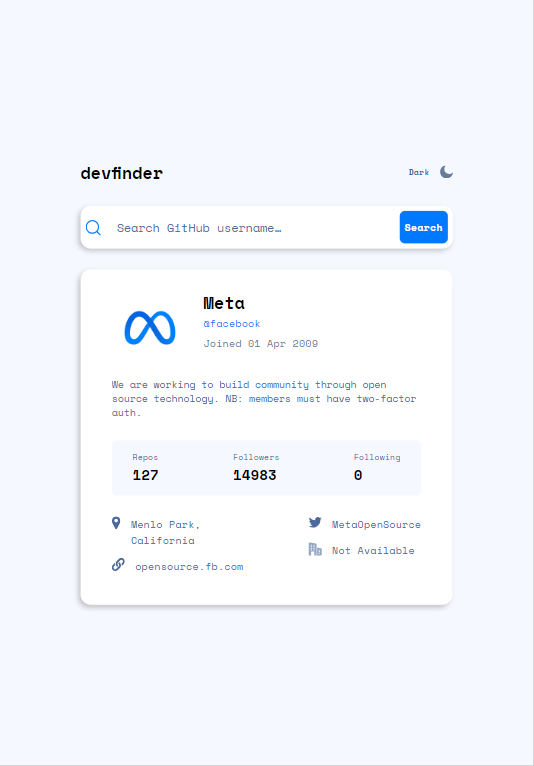 devfinder
Dark
Search GitHub username…
Search
Meta
@facebook
Joined 01 Apr 2009
We are working to build community through open
source technology. NB: members must have two-factor
auth.
Repos Followers Following
127 14983 0
Menlo Park,
California
opensource.fb.com
MetaOpenSource
Not Available